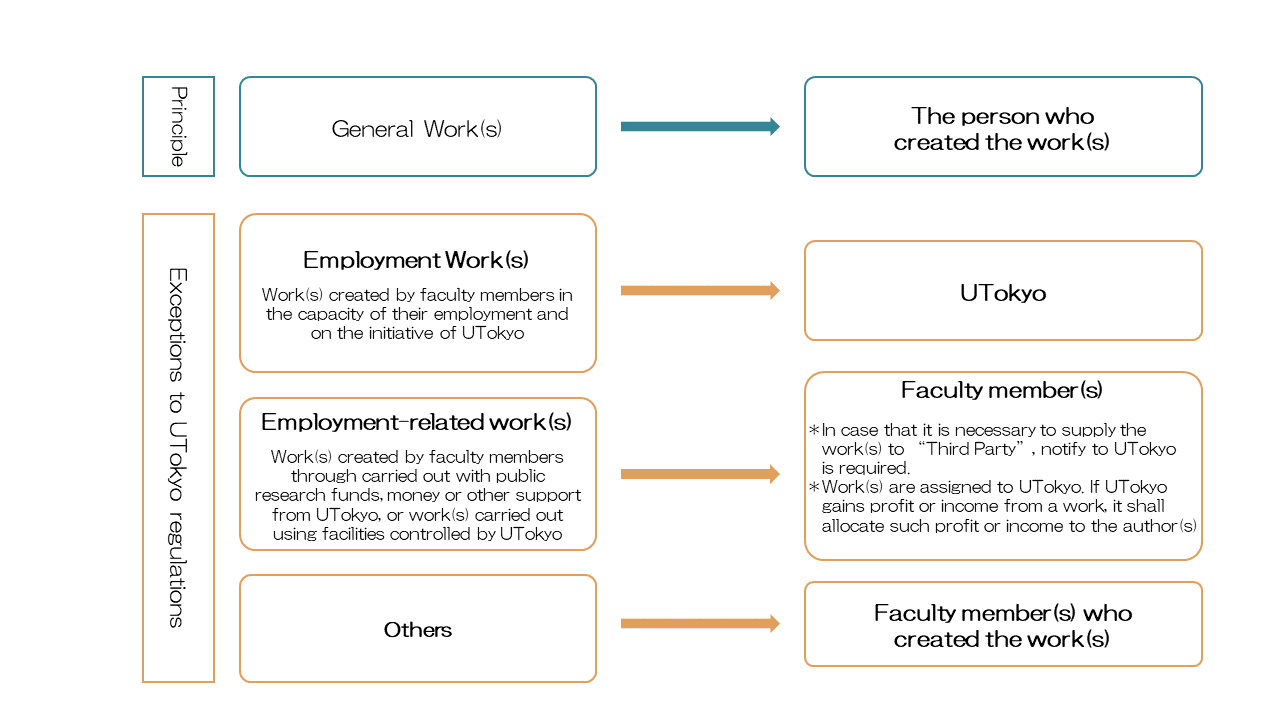 Principle
General Work(s)
The person who
created the work(s)
Exceptions to UTokyo regulations
Employment Work(s)
Work(s) created by faculty members in
the capacity of their employment and
on the initiative of UTokyo
UTokyo
Employment-related work(s)
Work(s) created by faculty members
through carried out with public
research funds, money or other support
from UTokyo, or work(s) carried out
using facilities controlled by UTokyo
Faculty member(s)
＊In case that it is necessary to supply the
work(s) to “Third Party”, notify to UTokyo
is required.
＊Work(s) are assigned to UTokyo. If UTokyo
gains profit or income from a work, it shall
allocate such profit or income to the author(s)
Others
Faculty member(s) who
created the work(s)